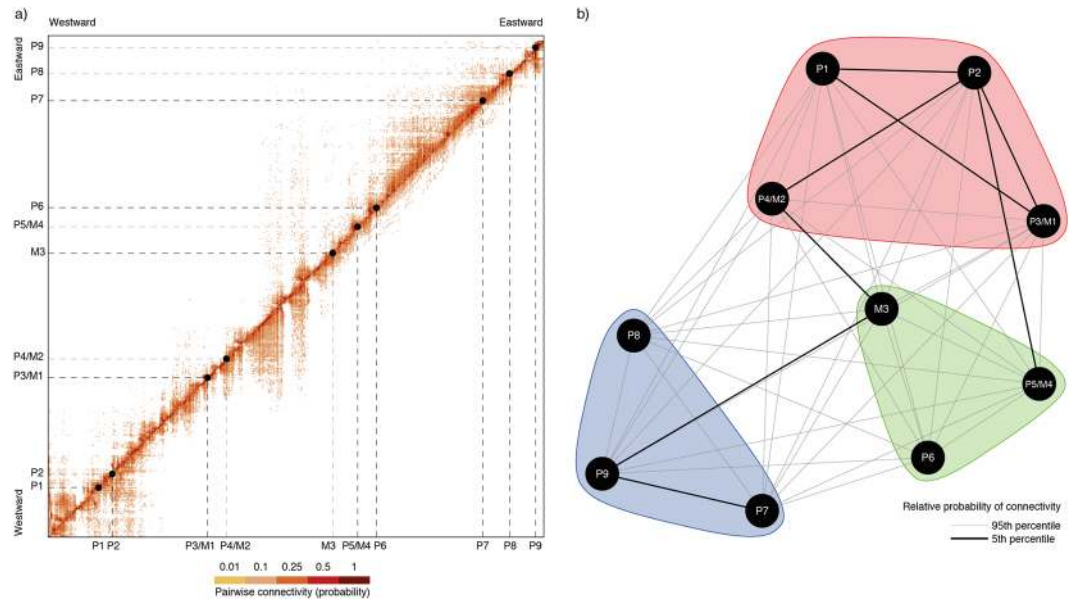 a)
Westward
Eastward
Eastward
P9
P8
P7
P6
P5/M4
M3
P4/M2
P3/M1
P2
P1
Westward
P1 P2 P3/M1 P4/M2 M3 P5/M4 P6 P7 P8 P9
0.01 0.1 0.25 0.5 1
Pairwise connectivity (probability)
b)
P1
P2
P4/M2
P3/M1
M3
P8
P5/M4
P6
P9
P7
Relative probability of connectivity
95th percentile
5th percentile